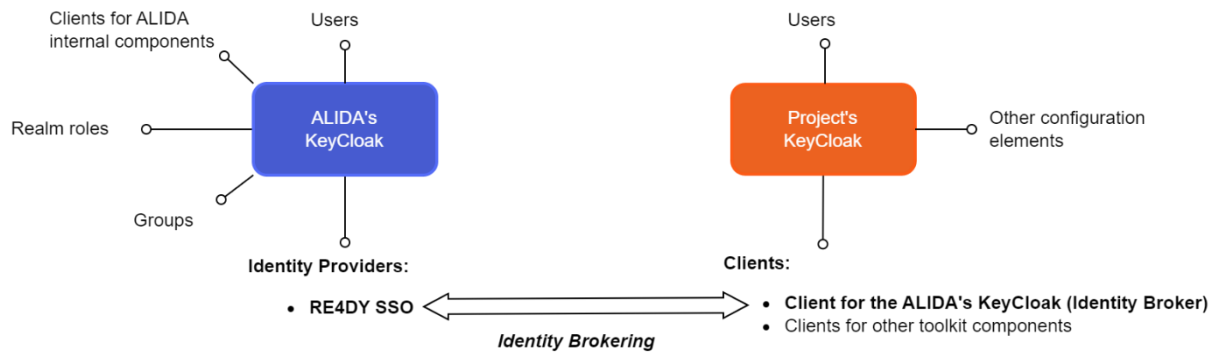 Clients for ALIDA
internal components
Users
Realm roles
ALIDA's
KeyCloak
Groups
Identity Providers:
• RE4DY SSO
Identity Brokering
Users
Project's
KeyCloak
Other configuration
elements
Clients:
• Client for the ALIDA's KeyCloak (Identity Broker)
• Clients for other toolkit components